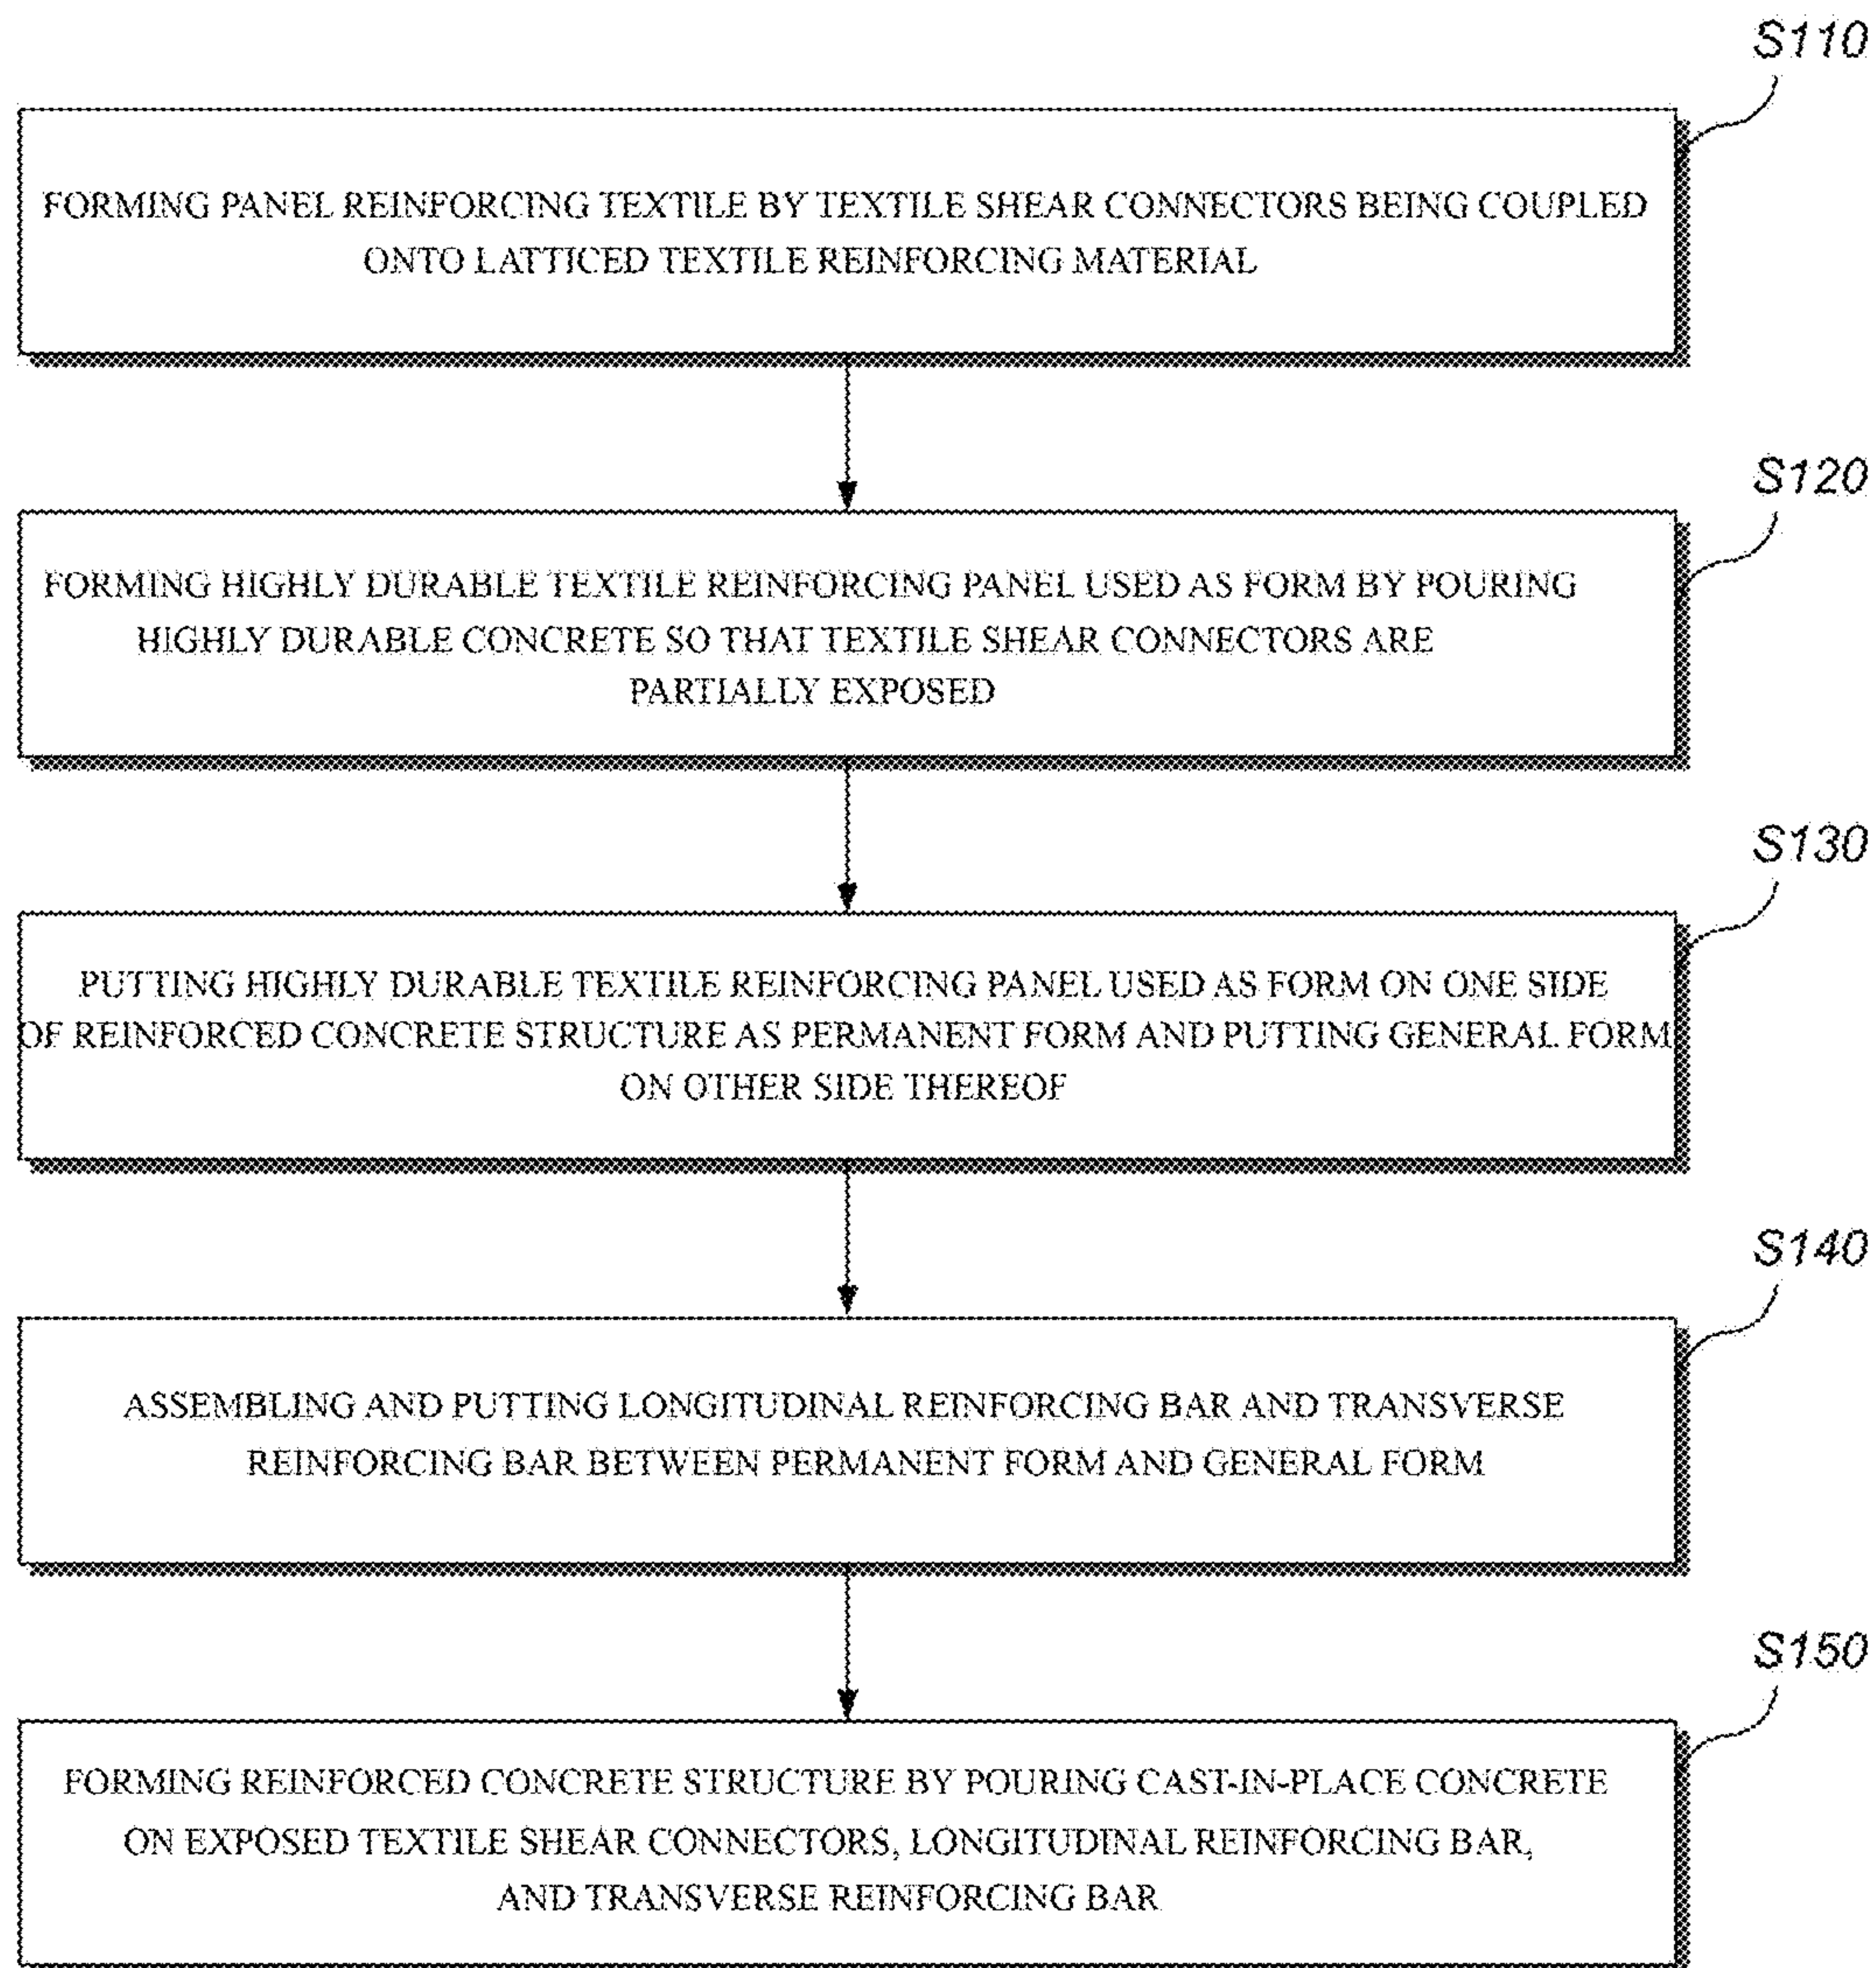 S110
FORMING PANEL REINFORCING TEXTILE BY TEXTILE SHEAR CONNECTORS BEING COUPLED
ONTO LATTICED TEXTILE REINFORCING MATERIAL
S120
FORMING HIGHLY DURABLE TEXTILE REINFORCING PANEL USED AS FORM BY POURING
HIGHLY DURABLE CONCRETE SO THAT TEXTILE SHEAR CONNECTORS ARE
PARTIALLY EXPOSED
S130
PUTTING HIGHLY DURABLE TEXTILE REINFORCING PANEL USED AS FORM ON ONE SIDE
OF REINFORCED CONCRETE STRUCTURE AS PERMANENT FORM AND PUTTING GENERAL FORM
ON OTHER SIDE THEREOF
S140
ASSEMBLING AND PUTTING LONGITUDINAL REINFORCING BAR AND TRANSVERSE
REINFORCING BAR BETWEEN PERMANENT FORM AND GENERAL FORM
S150
FORMING REINFORCED CONCRETE STRUCTURE BY POURING CAST-IN-PLACE CONCRETE
ON EXPOSED TEXTILE SHEAR CONNECTORS, LONGITUDINAL REINFORCING BAR,
AND TRANSVERSE REINFORCING BAR